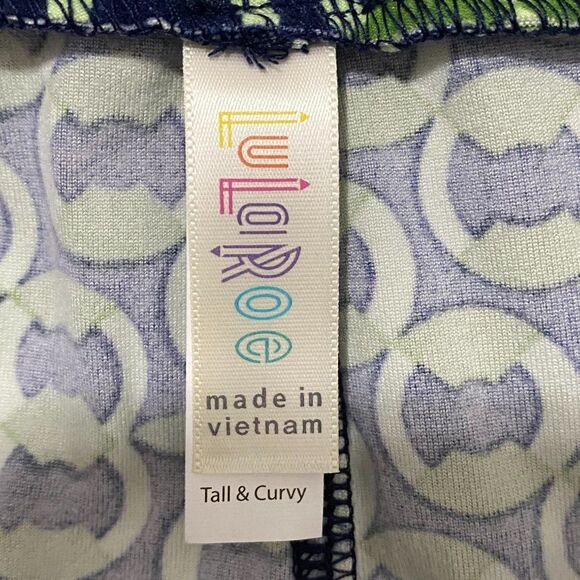 LuLaRoe
made in
vietnam
Tall & Curvy